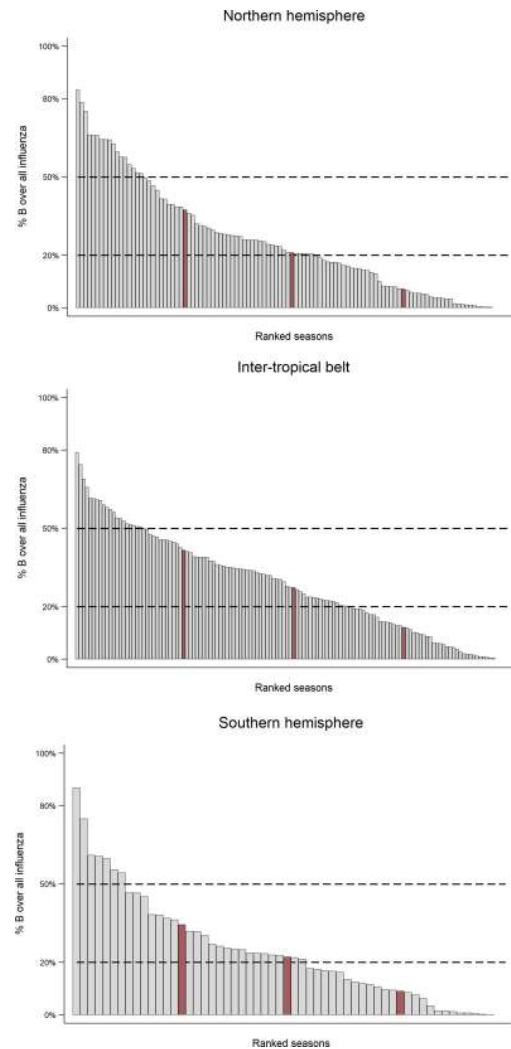 Northern hemisphere
100%
80%
50%
20%
0%
% B over all influenza
Ranked seasons
Inter-tropical belt
100%
80%
50%
20%
0%
% B over all influenza
Ranked seasons
Southern hemisphere
100%
80%
50%
20%
0%
% B over all influenza
Ranked seasons